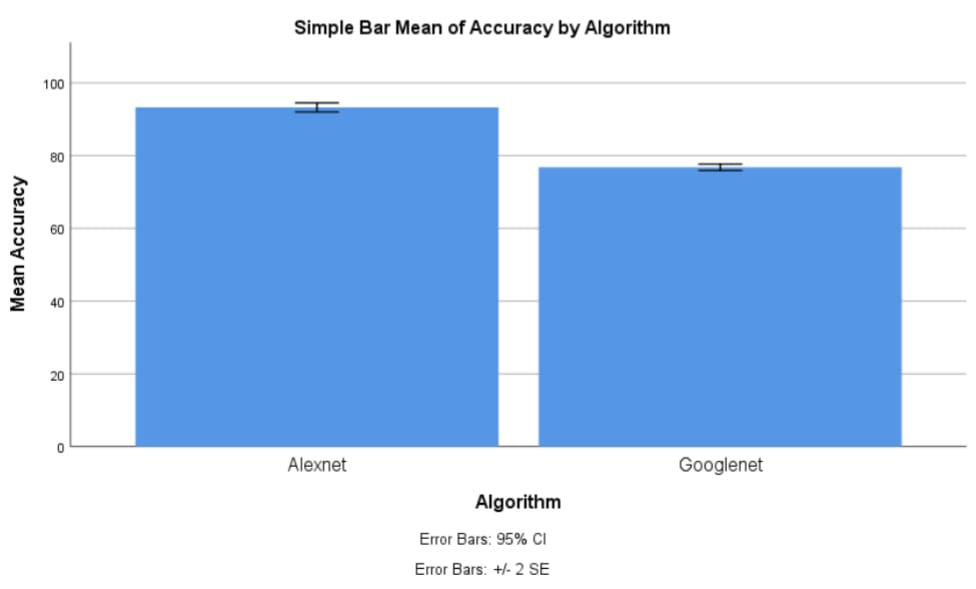 Simple Bar Mean of Accuracy by Algorithm
Mean Accuracy
100
80
60
40
20
0
Alexnet Googlenet
Algorithm
Error Bars: 95% CI
Error Bars: +/- 2 SE